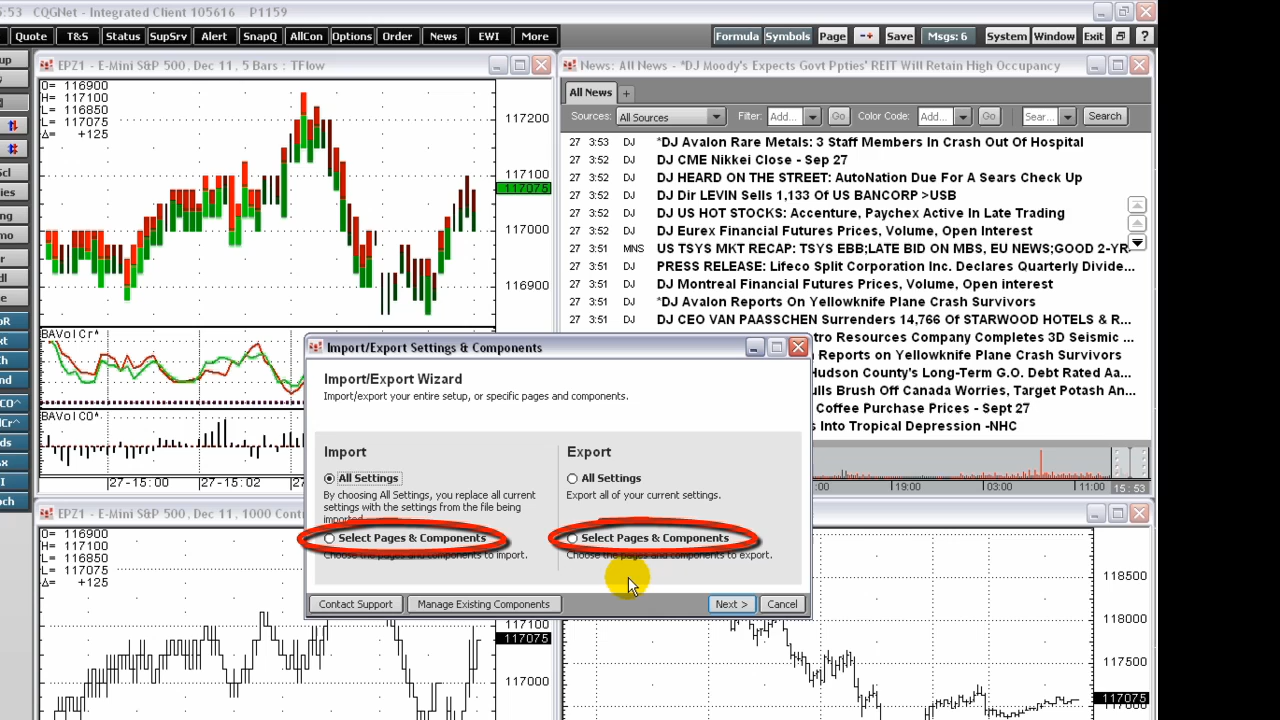 :53 CQGNet - Integrated Client 105616 P1159
Quote T&S Status SupSrv Alert SnapQ AllCon Options Order News EWI More Formula Symbols Page Save Msgs: 6 System Window Exit ?
EPZ1 - E-Mini S&P 500, Dec 11, 5 Bars : TFlow
O= 116900
H= 117100
L= 116850
L= 117075
Δ= +125
117200
117100
117075
117000
116900
BAVolCr^
BAVolCO^
27-15:00 27-15:02 27
News: All News - *DJ Moody's Expects Govt Ppties' REIT Will Retain High Occupancy
All News +
Sources: All Sources Filter: Add... Go Color Code: Add... Go Sear... Search
27 3:53 DJ *DJ Avalon Rare Metals: 3 Staff Members In Crash Out Of Hospital
27 3:52 DJ DJ CME Nikkei Close - Sep 27
27 3:52 DJ DJ HEARD ON THE STREET: AutoNation Due For A Sears Check Up
27 3:52 DJ DJ Dir LEVIN Sells 1,133 Of US BANCORP >USB
27 3:52 DJ DJ US HOT STOCKS: Accenture, Paychex Active In Late Trading
27 3:52 DJ DJ Eurex Financial Futures Prices, Volume, Open Interest
27 3:51 MNS US TSYS MKT RECAP: TSYS EBB;LATE BID ON MBS, EU NEWS;GOOD 2-YR
27 3:51 DJ PRESS RELEASE: Lifeco Split Corporation Inc. Declares Quarterly Divide...
27 3:51 DJ DJ Montreal Financial Futures Prices, Volume, Open interest
27 3:51 DJ *DJ Avalon Reports On Yellowknife Plane Crash Survivors
27 3:51 DJ DJ CEO VAN PAASSCHEN Surrenders 14,766 Of STARWOOD HOTELS & R...
tro Resources Company Completes 3D Seismic ...
Reports on Yellowknife Plane Crash Survivors
Hudson County's Long-Term G.O. Debt Rated Aa...
ulls Brush Off Canada Worries, Target Potash An...
Coffee Purchase Prices - Sept 27
Into Tropical Depression -NHC
:00 19:00 03:00 11:00 15:53
Import/Export Settings & Components
Import/Export Wizard
Import/export your entire setup, or specific pages and components.
Import
All Settings
By choosing All Settings, you replace all current
settings with the settings from the file being
imported.
Select Pages & Components
Choose the pages and components to import.
Export
All Settings
Export all of your current settings.
Select Pages & Components
Choose the pages and components to export.
Contact Support Manage Existing Components Next > Cancel
EPZ1 - E-Mini S&P 500, Dec 11, 1000 Cont
O= 116900
H= 117100
L= 116850
L= 117075
Δ= +125
117075
117000
118500
118000
117500
117075